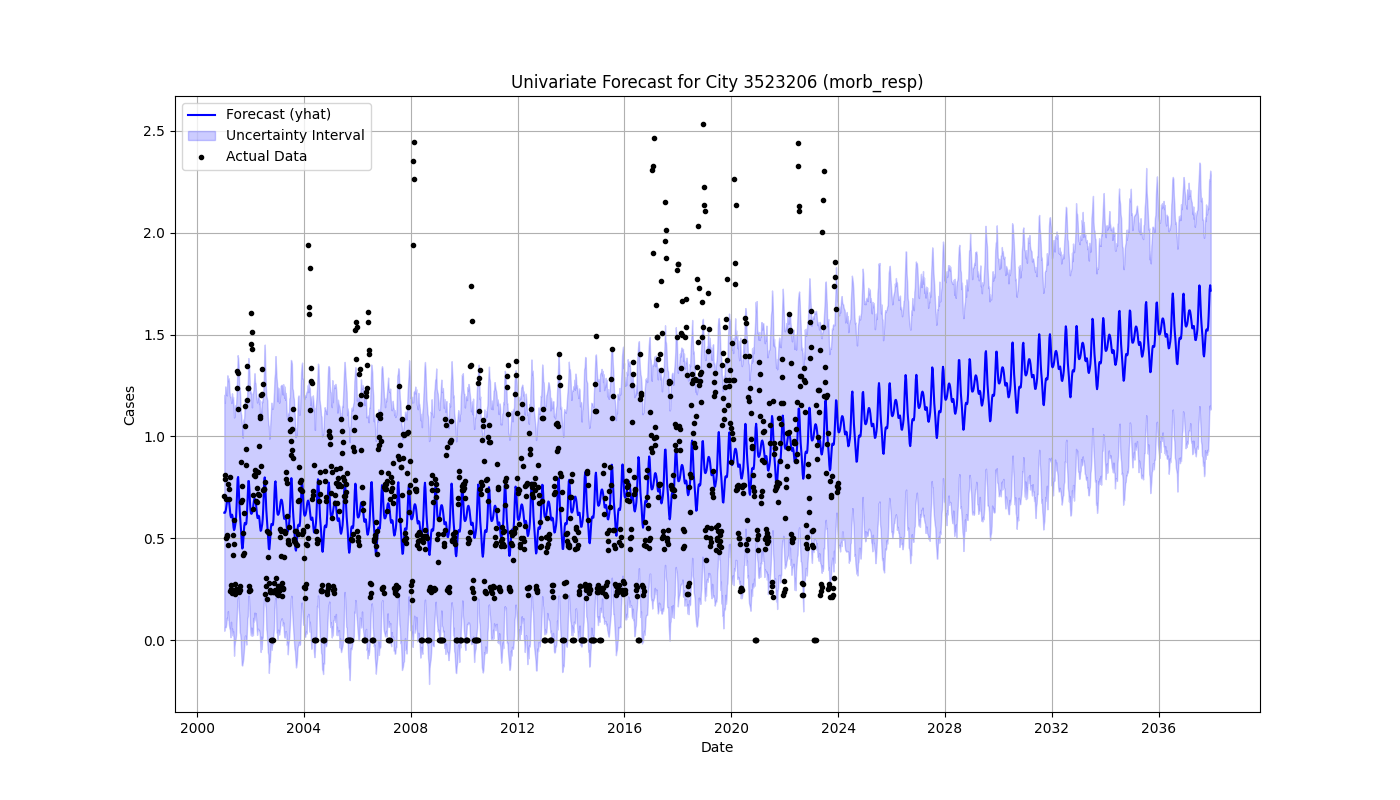 Univariate Forecast for City 3523206 (morb_resp)
Forecast (yhat)
Uncertainty Interval
Actual Data
2.5
2.0
1.5
1.0
0.5
0.0
Cases
2000 2004 2008 2012 2016 2020 2024 2028 2032 2036
Date